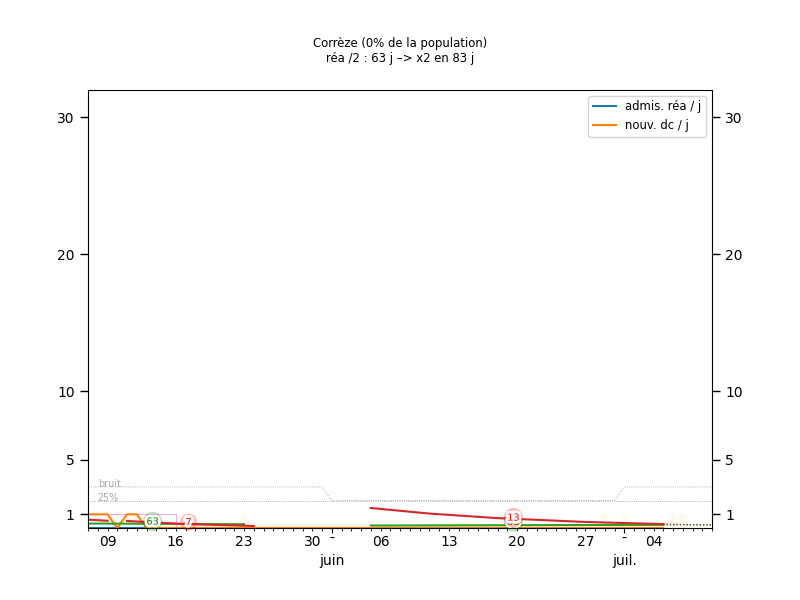 Corrèze (0% de la population)
réa /2 : 63 j –> x2 en 83 j
admis. réa / j
nouv. dc / j
30 30
20 20
10 10
5 5
1 1
bruit
25%
63 7 13
09 16 23 30 - 06 13 20 27 - 04
juin juil.